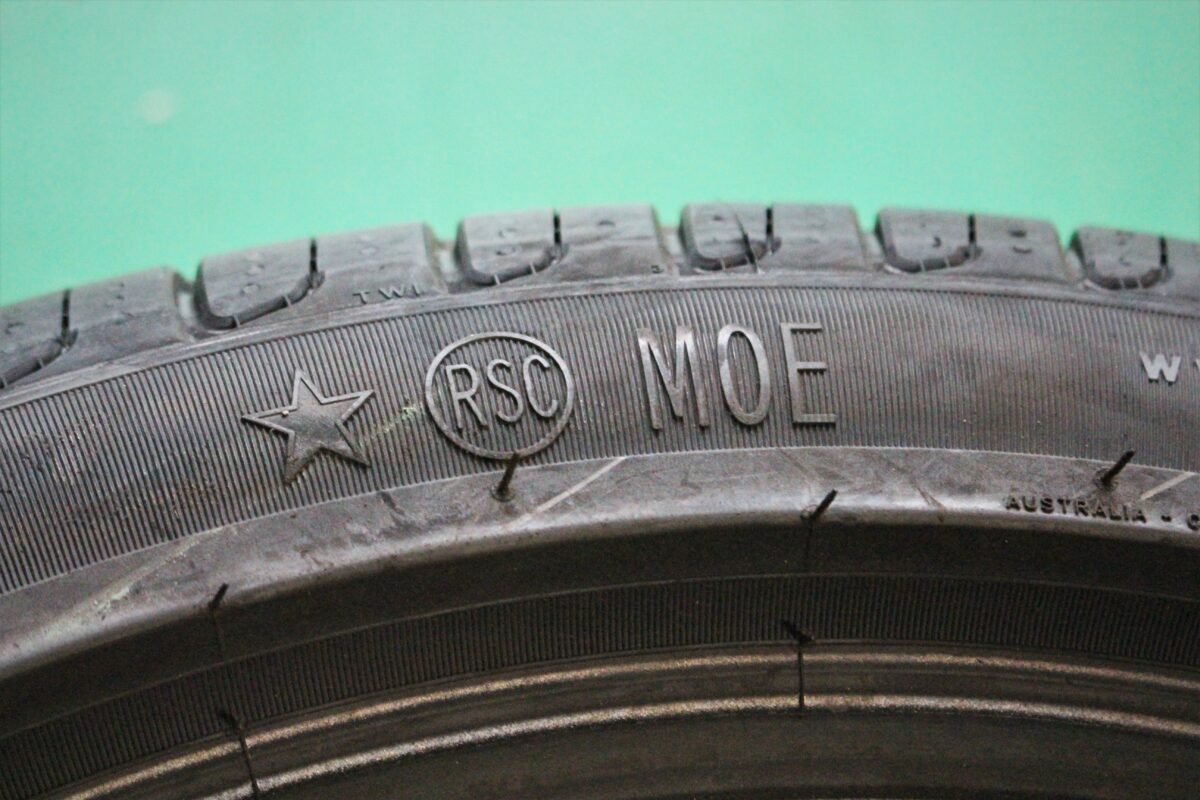 TWI
RSC MOE
AUSTRALIA -